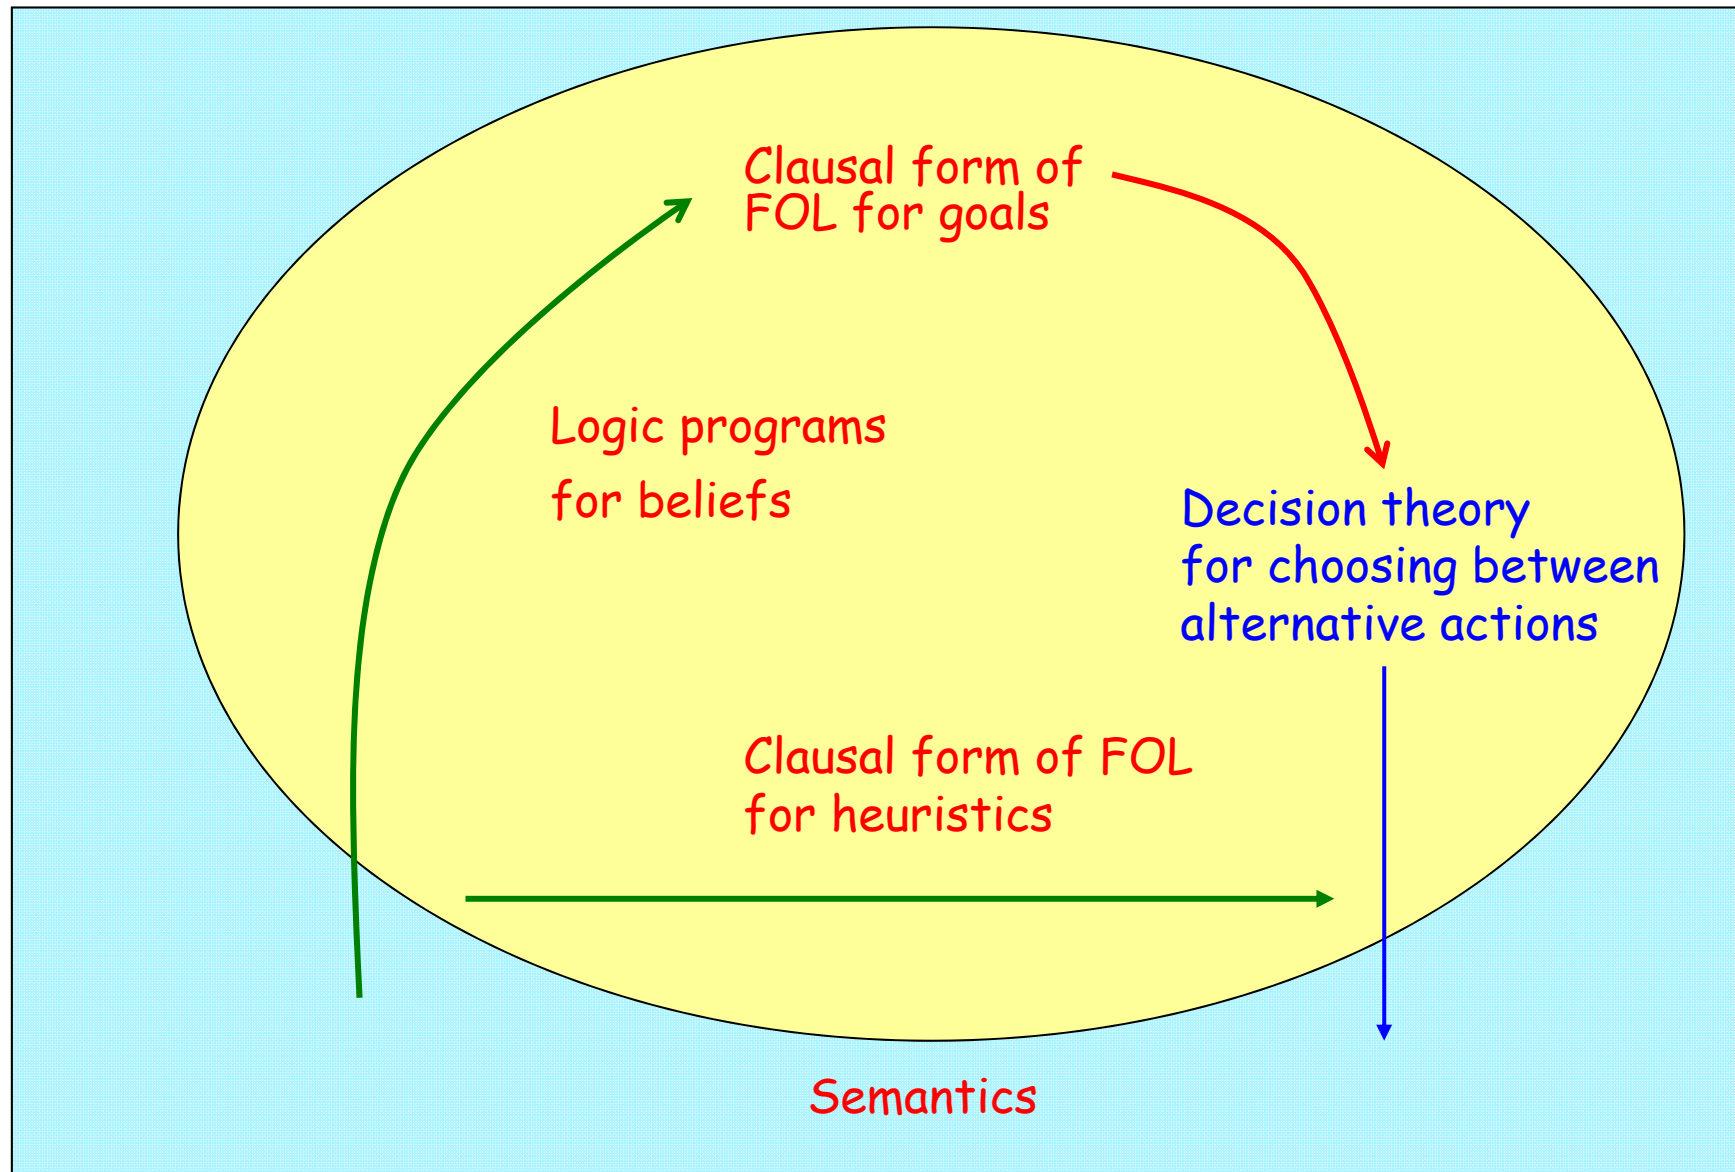 Clausal form of
FOL for goals
Logic programs
for beliefs
Decision theory
for choosing between
alternative actions
Clausal form of FOL
for heuristics
Semantics